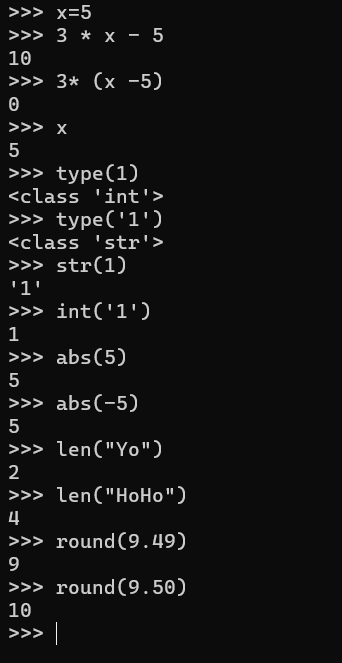 >>> x=5
>>> 3 * x - 5
10
>>> 3* (x -5)
0
>>> x
5
>>> type(1)
<class 'int'>
>>> type('1')
<class 'str'>
>>> str(1)
'1'
>>> int('1')
1
>>> abs(5)
5
>>> abs(-5)
5
>>> len("Yo")
2
>>> len("HoHo")
4
>>> round(9.49)
9
>>> round(9.50)
10
>>>